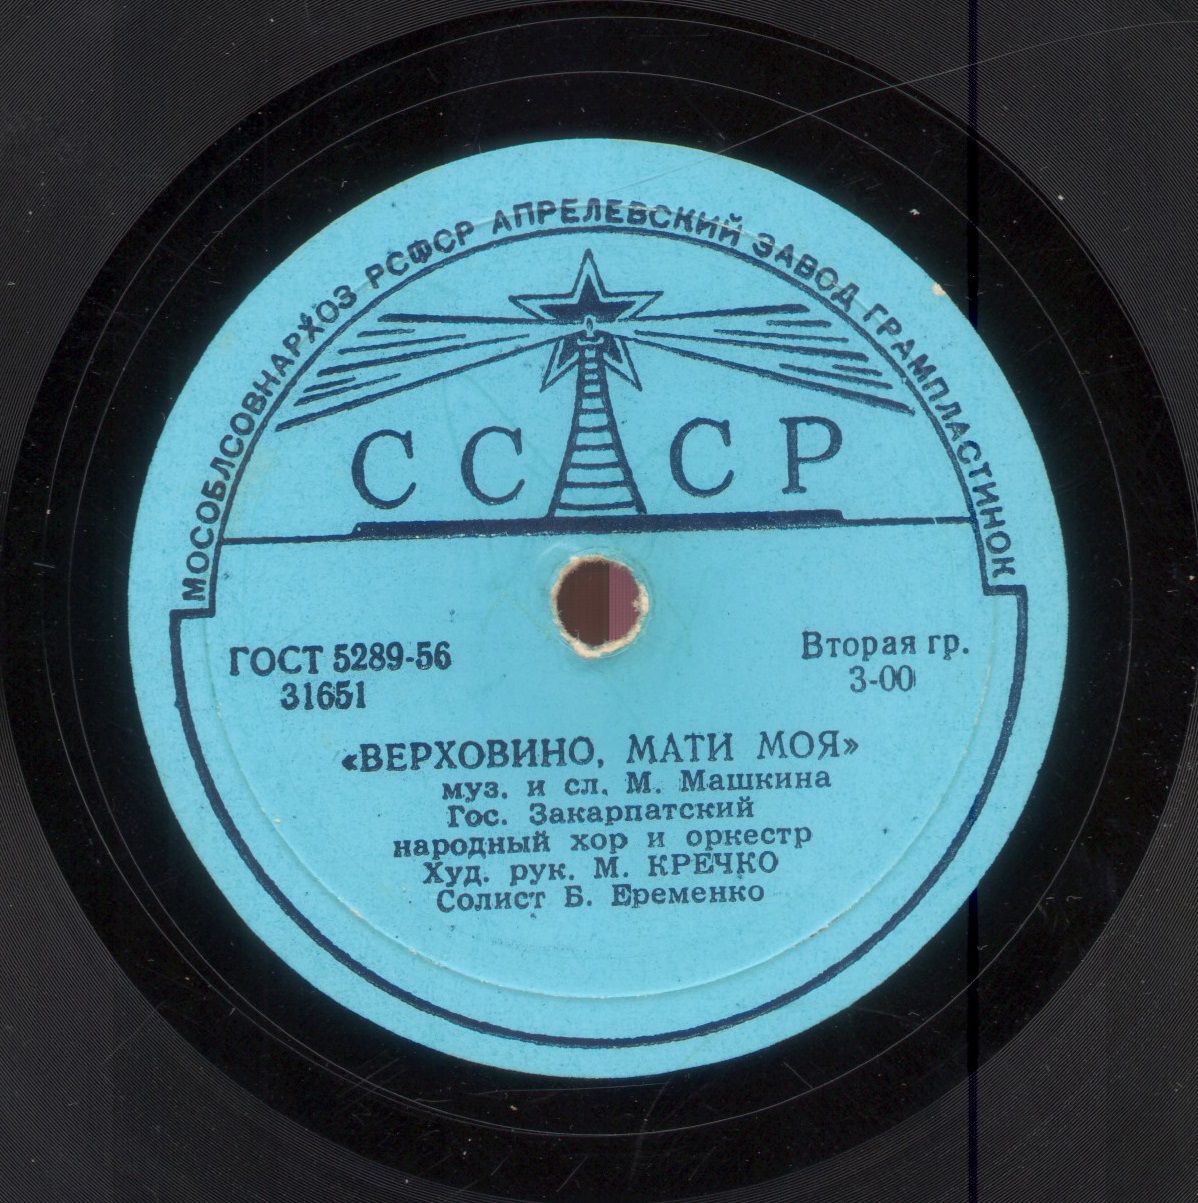 МОСОБЛСОВНАРХОЗ РСФСР АПРЕЛЕВСКИЙ ЗАВОД ГРАМПЛАСТИНОК
СССР
ГОСТ 5289-56
31651
Вторая гр.
3-00
«ВЕРХОВИНО, МАТИ МОЯ»
муз. и сл. М. Машкина
Гос. Закарпатский
народный хор и оркестр
Худ. рук. М. КРЕЧКО
Солист Б. Еременко